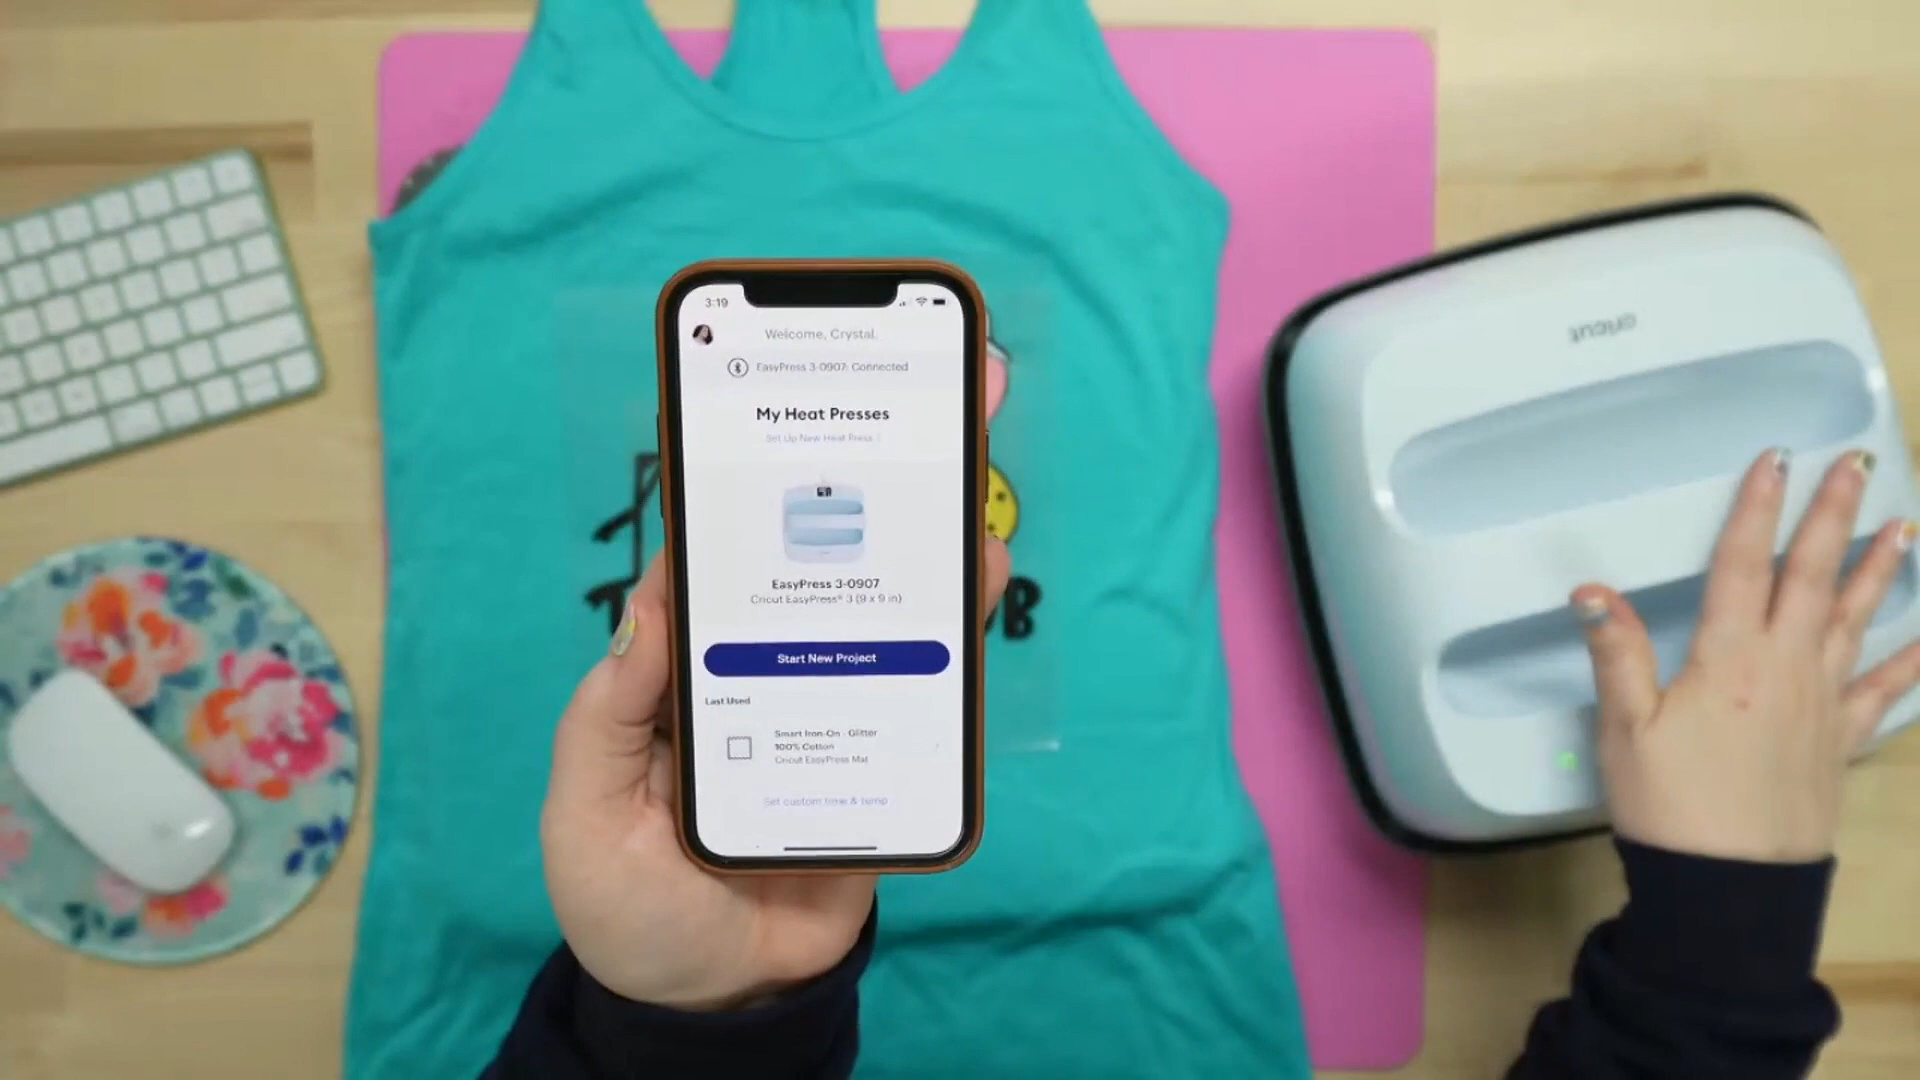 3:19
Welcome, Crystal.
EasyPress 3-0907: Connected
My Heat Presses
Set Up New Heat Press
EasyPress 3-0907
Cricut EasyPress® 3 (9 x 9 in)
Start New Project
Last Used
Smart Iron-On - Glitter
100% Cotton
Cricut EasyPress Mat
Set custom time & temp
cricut